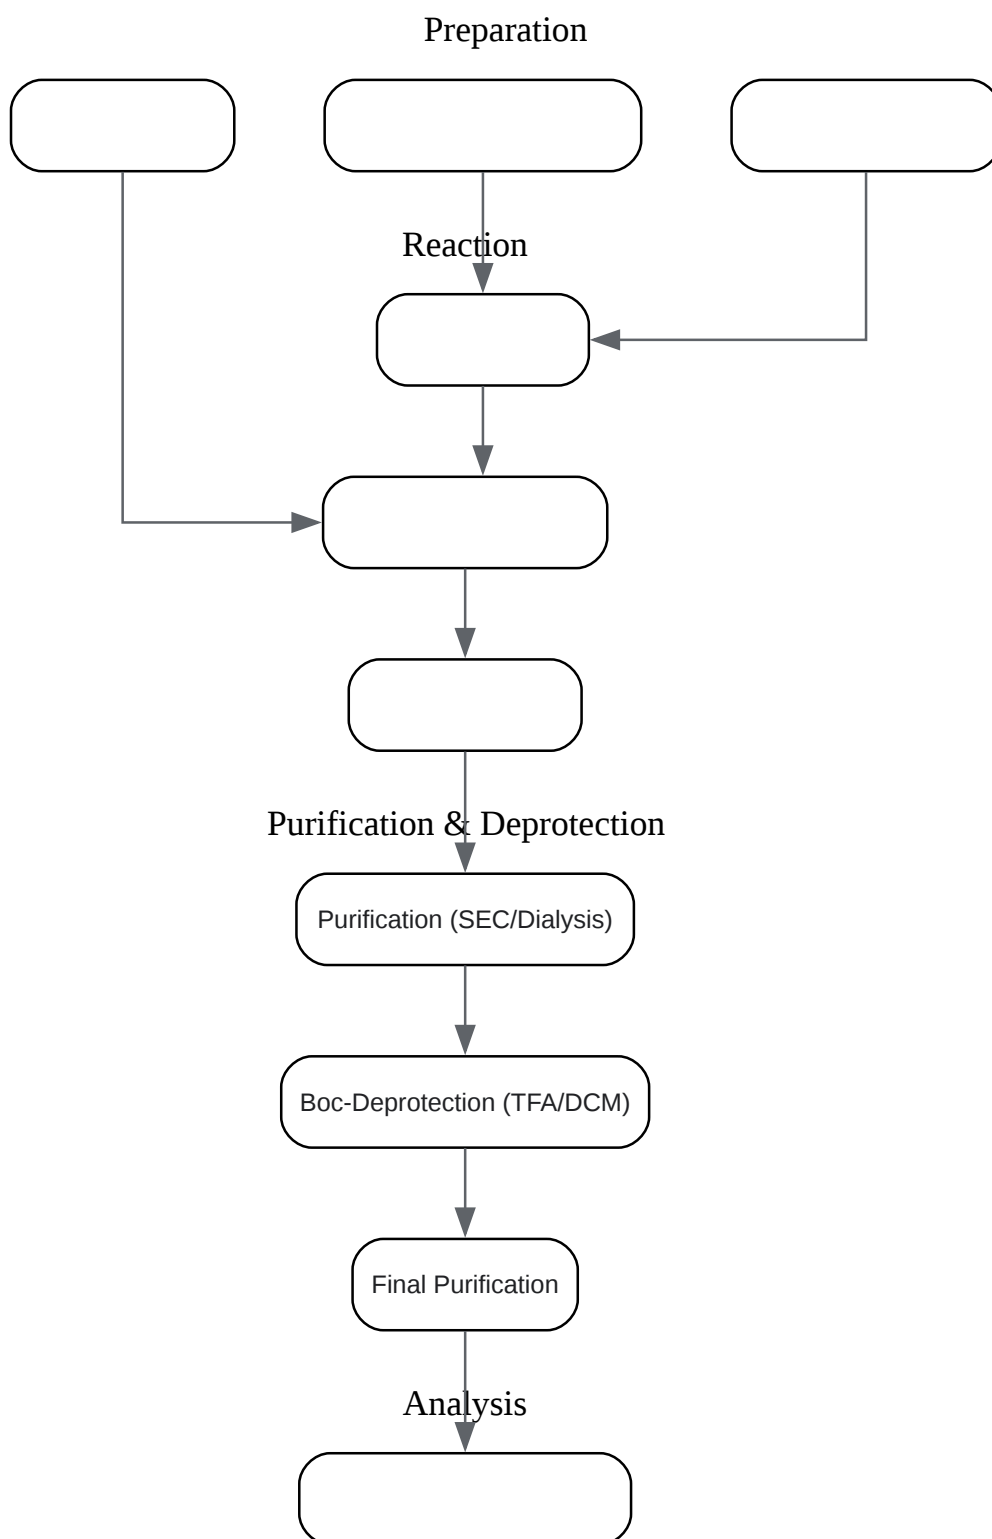 Preparation
Reaction
Purification & Deprotection
Purification (SEC/Dialysis)
Boc-Deprotection (TFA/DCM)
Final Purification
Analysis